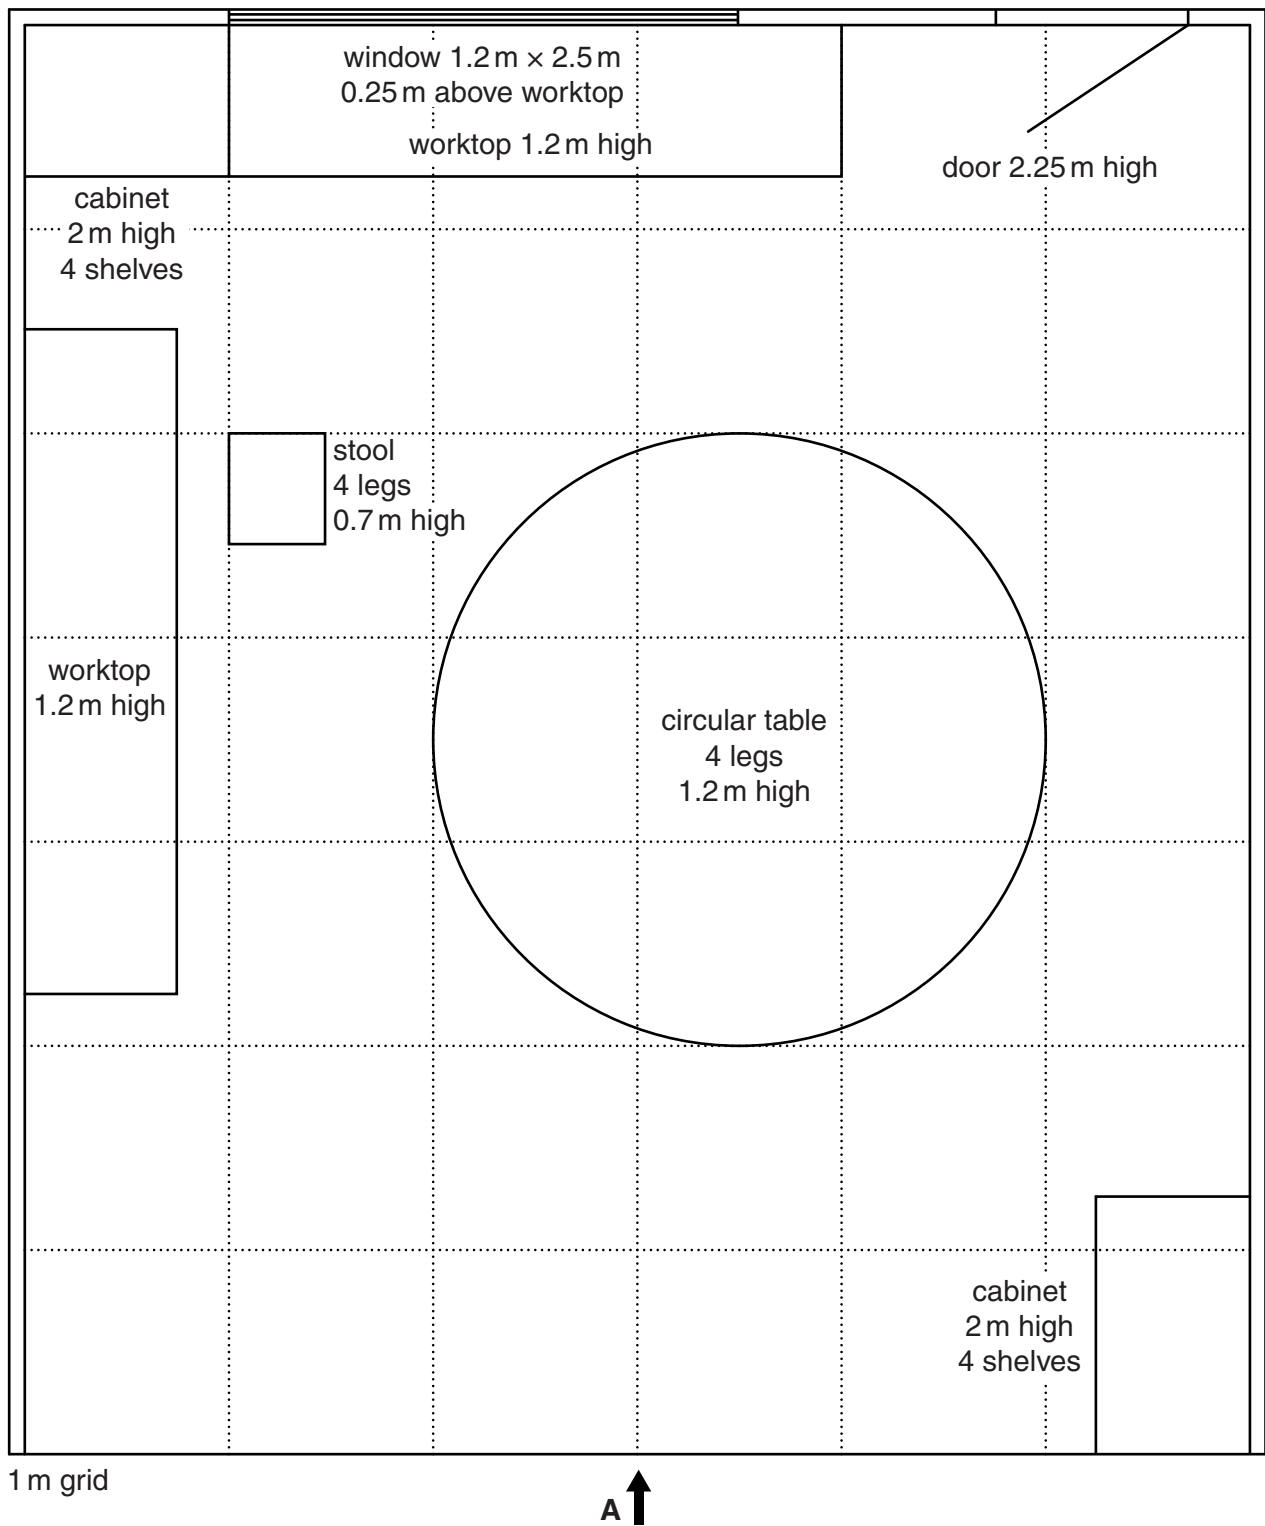 window 1.2 m × 2.5 m
0.25 m above worktop
worktop 1.2 m high
door 2.25 m high
cabinet
2 m high
4 shelves
stool
4 legs
0.7 m high
worktop
1.2 m high
circular table
4 legs
1.2 m high
cabinet
2 m high
4 shelves
1 m grid
A